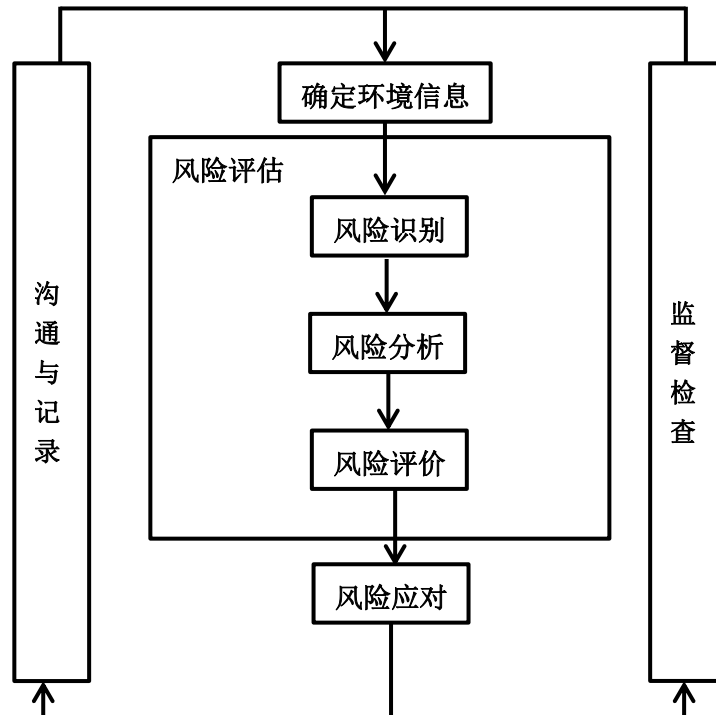 确定环境信息
风险评估
风险识别
风险分析
风险评价
风险应对
沟通与记录
监督检查